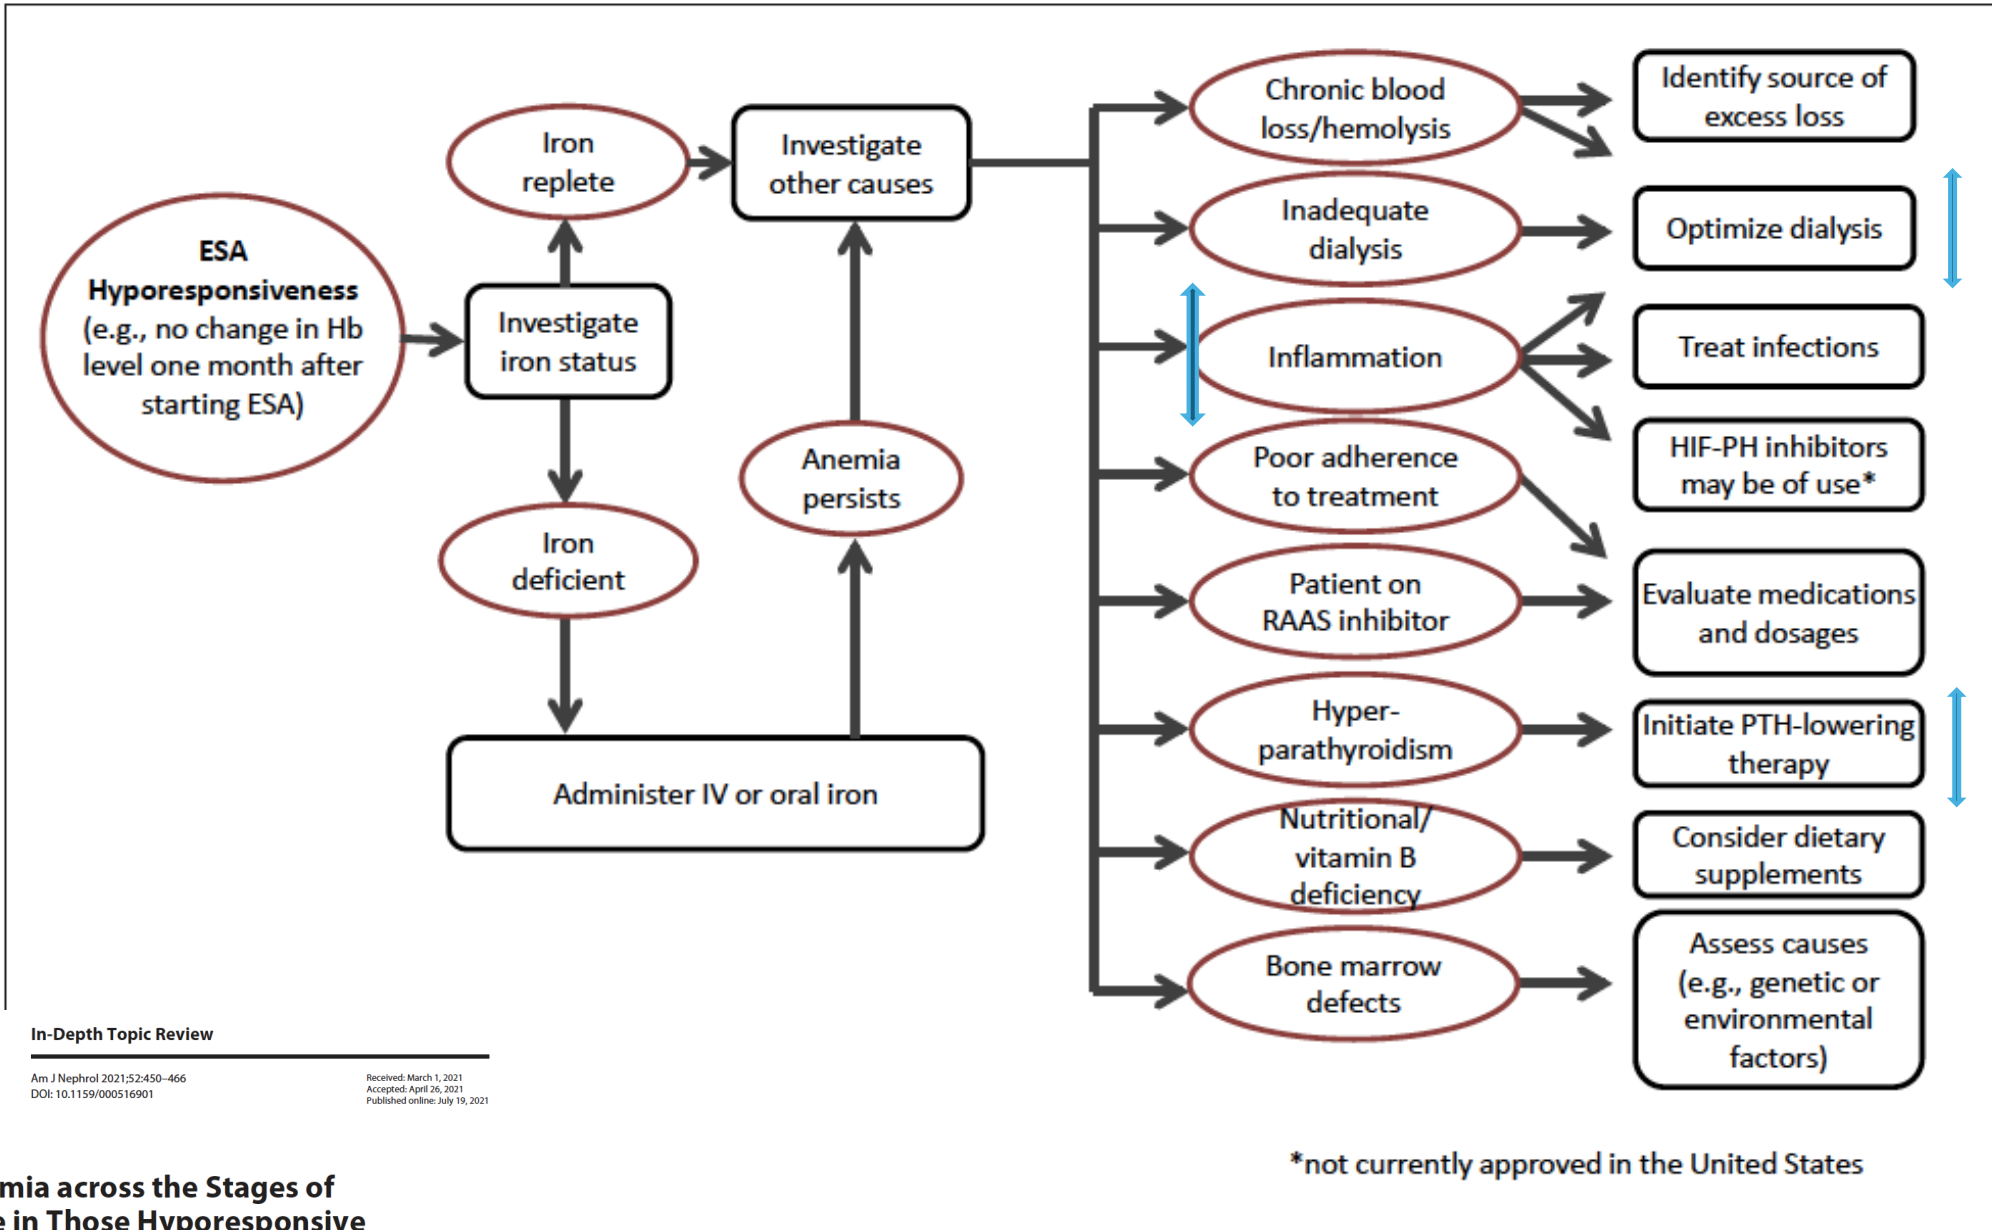 ESA
Hyporesponsiveness
(e.g., no change in Hb
level one month after
starting ESA)
Investigate
iron status
Iron
replete
Iron
deficient
Administer IV or oral iron
Anemia
persists
Investigate
other causes
Chronic blood
loss/hemolysis
Identify source of
excess loss
Inadequate
dialysis
Optimize dialysis
Inflammation
Treat infections
HIF-PH inhibitors
may be of use*
Poor adherence
to treatment
Patient on
RAAS inhibitor
Evaluate medications
and dosages
Hyper-
parathyroidism
Initiate PTH-lowering
therapy
Nutritional/
vitamin B
deficiency
Consider dietary
supplements
Bone marrow
defects
Assess causes
(e.g., genetic or
environmental
factors)
In-Depth Topic Review
Am J Nephrol 2021;52:450–466
DOI: 10.1159/000516901
Received: March 1, 2021
Accepted: April 26, 2021
Published online: July 19, 2021
*not currently approved in the United States
mia across the Stages of
e in Those Hyporesponsive